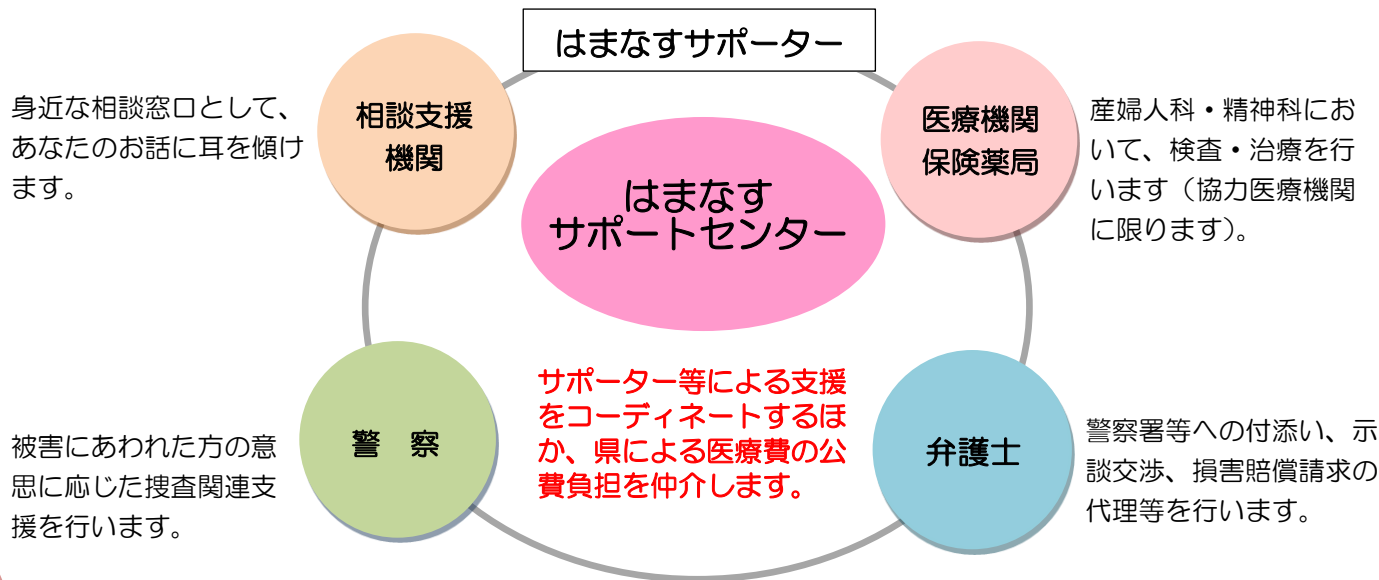 はまなすサポーター
身近な相談窓口として、
あなたのお話に耳を傾け
ます。
相談支援
機関
はまなす
サポートセンター
医療機関
保険薬局
産婦人科・精神科にお
いて、検査・治療を行
います（協力医療機関
に限ります）。
被害にあわれた方の意
思に応じた捜査関連支
援を行います。
警　察
サポーター等による支援
をコーディネートするほ
か、県による医療費の公
費負担を仲介します。
弁護士
警察署等への付添い、示
談交渉、損害賠償請求の
代理等を行います。